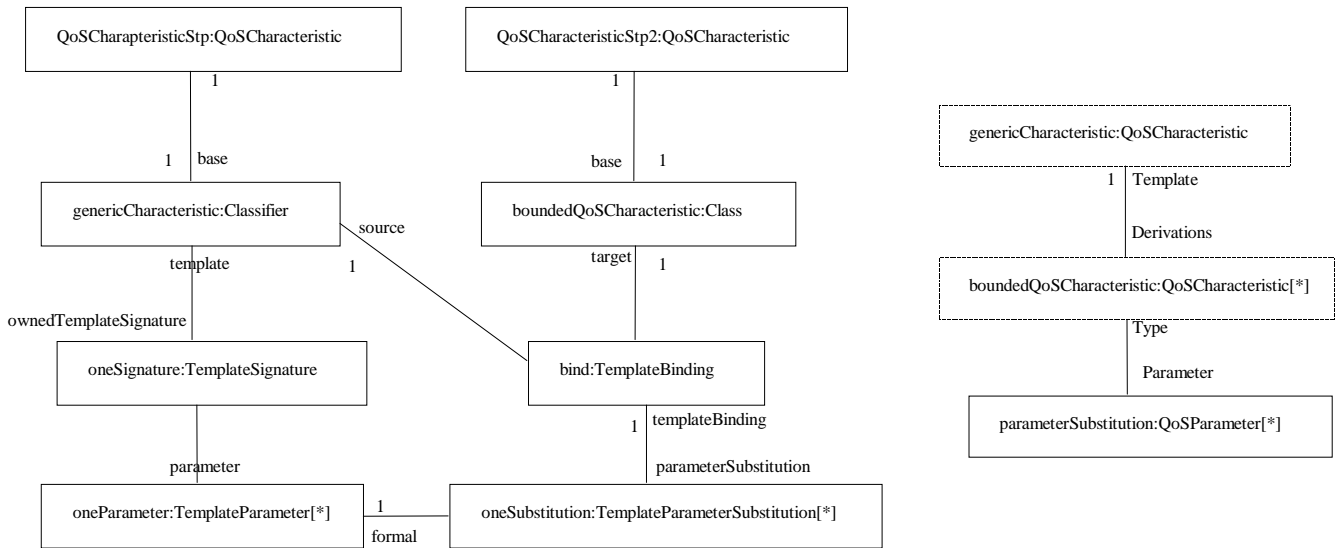 QoSCharapteristicStp:QoSCharacteristic
QoSCharacteristicStp2:QoSCharacteristic
1
1
1
base
base
1
genericCharacteristic:Classifier
boundedQoSCharacteristic:Class
source
template
1
target
1
ownedTemplateSignature
oneSignature:TemplateSignature
bind:TemplateBinding
1
templateBinding
parameter
parameterSubstitution
oneParameter:TemplateParameter[*]
1
formal
oneSubstitution:TemplateParameterSubstitution[*]
genericCharacteristic:QoSCharacteristic
1
Template
Derivations
boundedQoSCharacteristic:QoSCharacteristic[*]
Type
Parameter
parameterSubstitution:QoSParameter[*]